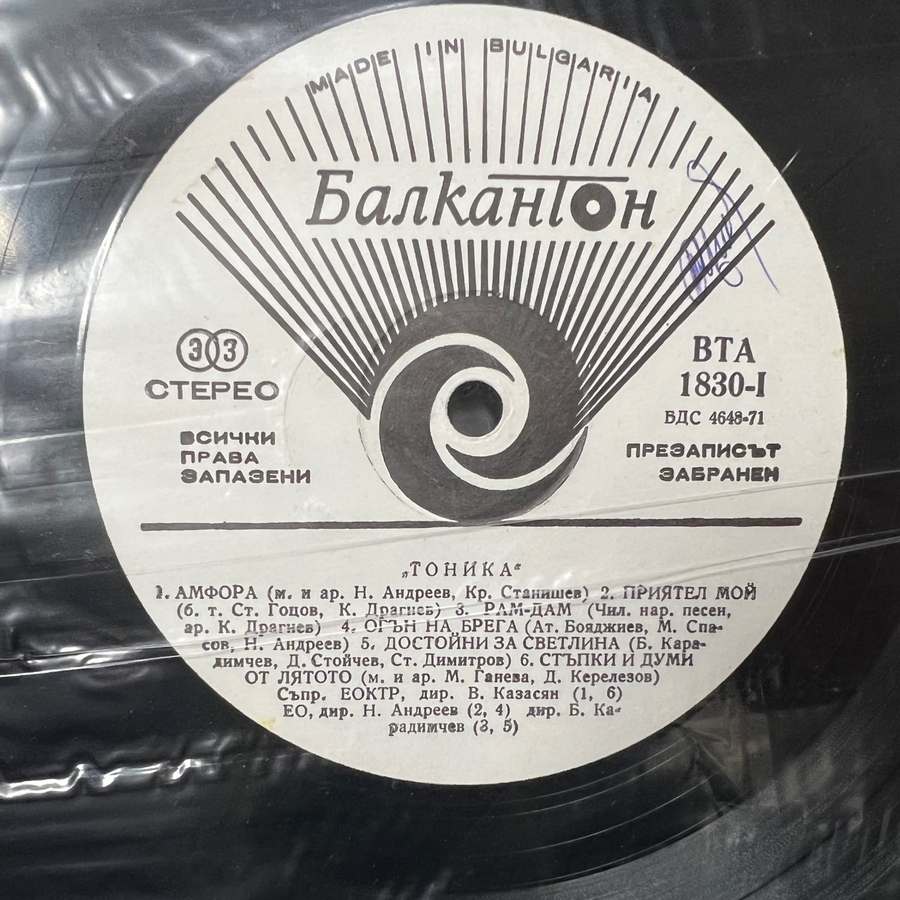 MADE IN BULGARIA
Балкантон
33
СТЕРЕО
ВТА
1830-I
БДС 4648-71
ВСИЧКИ
ПРАВА
ЗАПАЗЕНИ
ПРЕЗАПИСЪТ
ЗАБРАНЕН
„ТОНИКА“
1. АМФОРА (м. и ар. Н. Андреев, Кр. Станишев) 2. ПРИЯТЕЛ МОЙ
(б. т. Ст. Гоцов, К. Драгнев) 3. РАМ-ДАМ (Чил. нар. песен,
ар. К. Драгнев) 4. ОГЪН НА БРЕГА (Ат. Бояджиев, М. Спа-
сов, Н. Андреев) 5. ДОСТОЙНИ ЗА СВЕТЛИНА (Б. Кара-
димчев, Д. Стойчев, Ст. Димитров) 6. СТЪПКИ И ДУМИ
ОТ ЛЯТОТО (м. и ар. М. Ганева, Д. Керелезов)
Съпр. ЕОКТР, дир. В. Казасян (1, 6)
ЕО, дир. Н. Андреев (2, 4) дир. Б. Ка-
радимчев (3, 5)